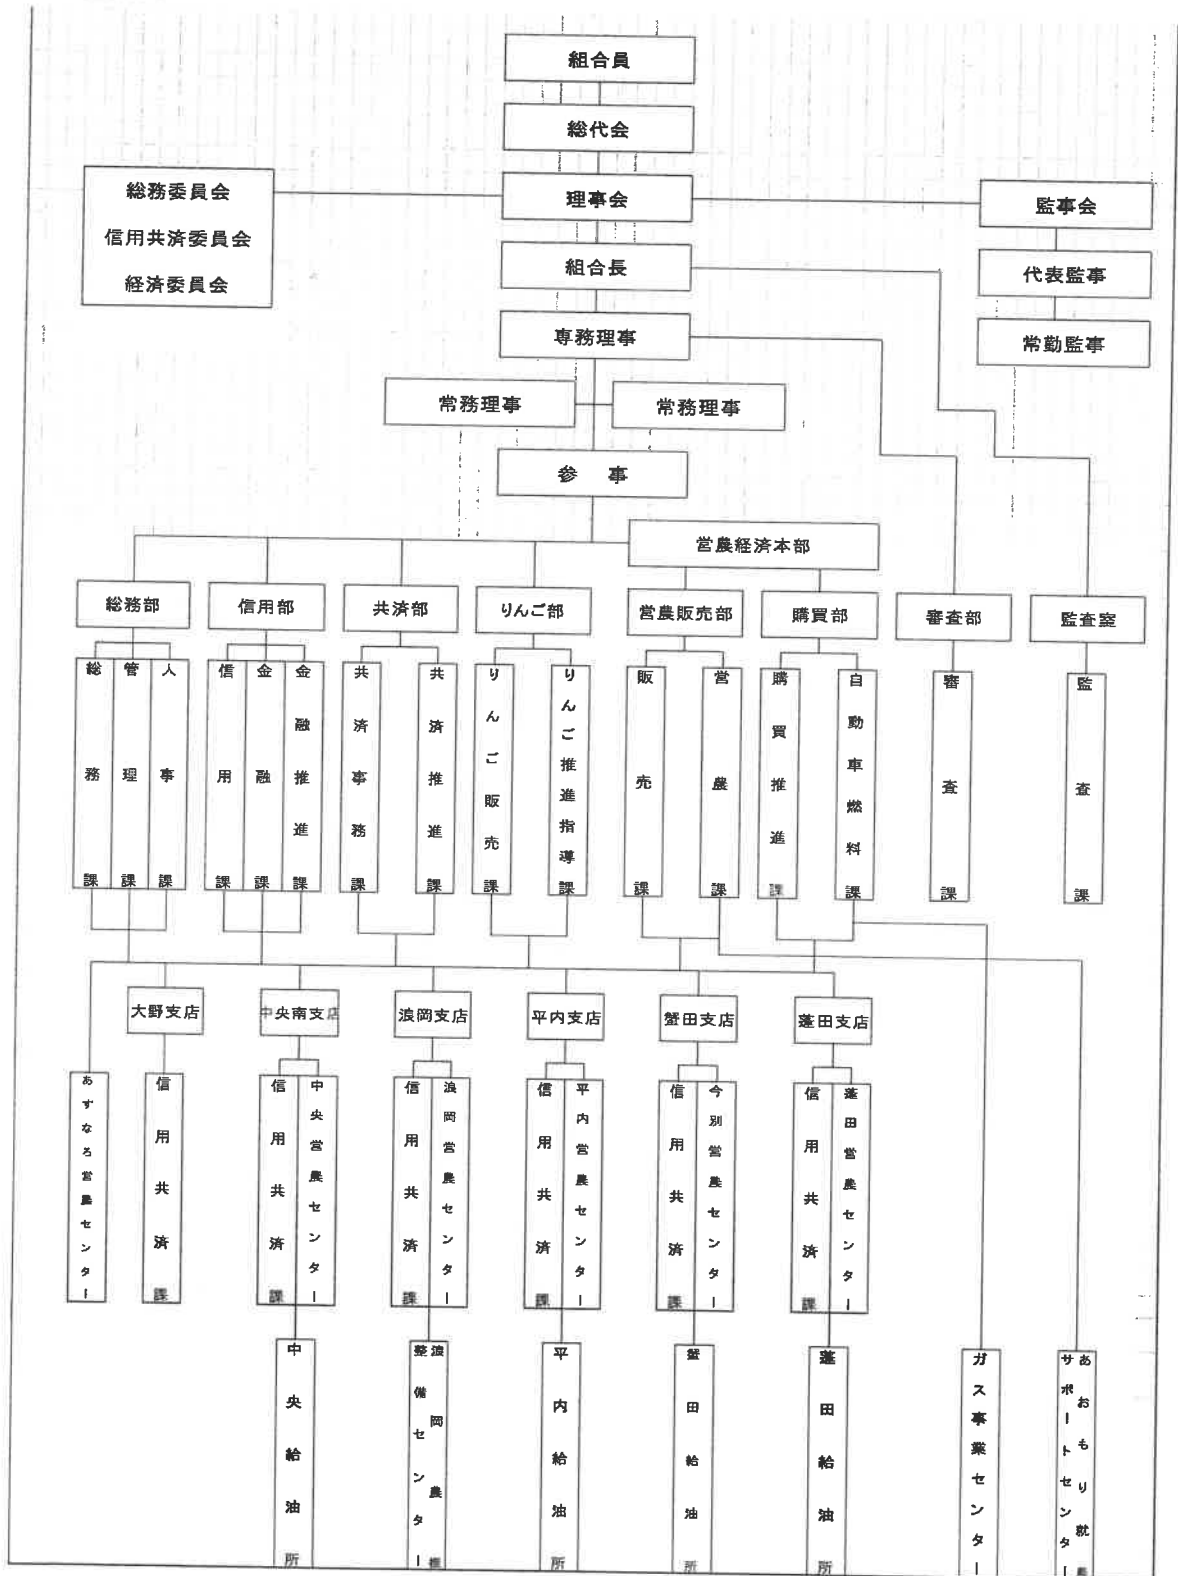 組合員
総代会
理事会
総務委員会
信用共済委員会
経済委員会
監事会
代表監事
常勤監事
組合長
専務理事
常務理事
常務理事
参　事
営農経済本部
総務部
信用部
共済部
りんご部
営農販売部
購買部
審査部
監査室
総務課
管理課
人事課
信用課
金融課
金融推進課
共済事務課
共済推進課
りんご販売課
りんご推進指導課
販売課
営農課
購買推進課
自動車燃料課
審査課
監査課
大野支店
中央南支店
浪岡支店
平内支店
蟹田支店
蓬田支店
あすなろ営農センター
信用共済課
信用共済課
中央営農センター
信用共済課
浪岡営農センター
信用共済課
平内営農センター
信用共済課
今別営農センター
信用共済課
蓬田営農センター
中央給油所
浪岡農機
整備センター
平内給油所
蟹田給油所
蓬田給油所
ガス事業センター
あおもり就農
サポートセンター